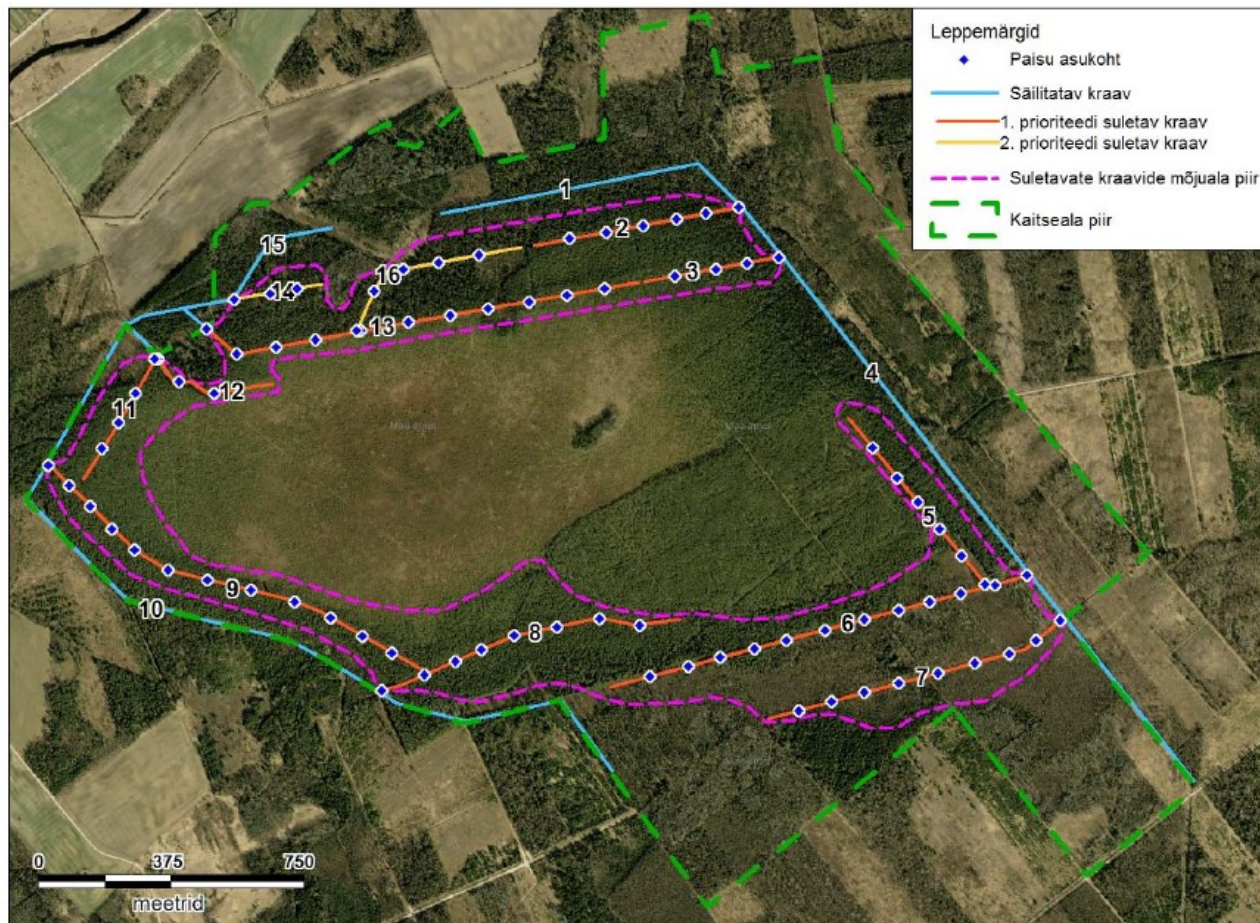 Leppemärgid
Paisu asukoht
Säilitatav kraav
1. prioriteedi suletav kraav
2. prioriteedi suletav kraav
Suletavate kraavide mõjuala piir
Kaitseala piir
1
2
15
16
14
3
13
4
12
11
5
9
10
6
8
7
0 375 750
meetrid